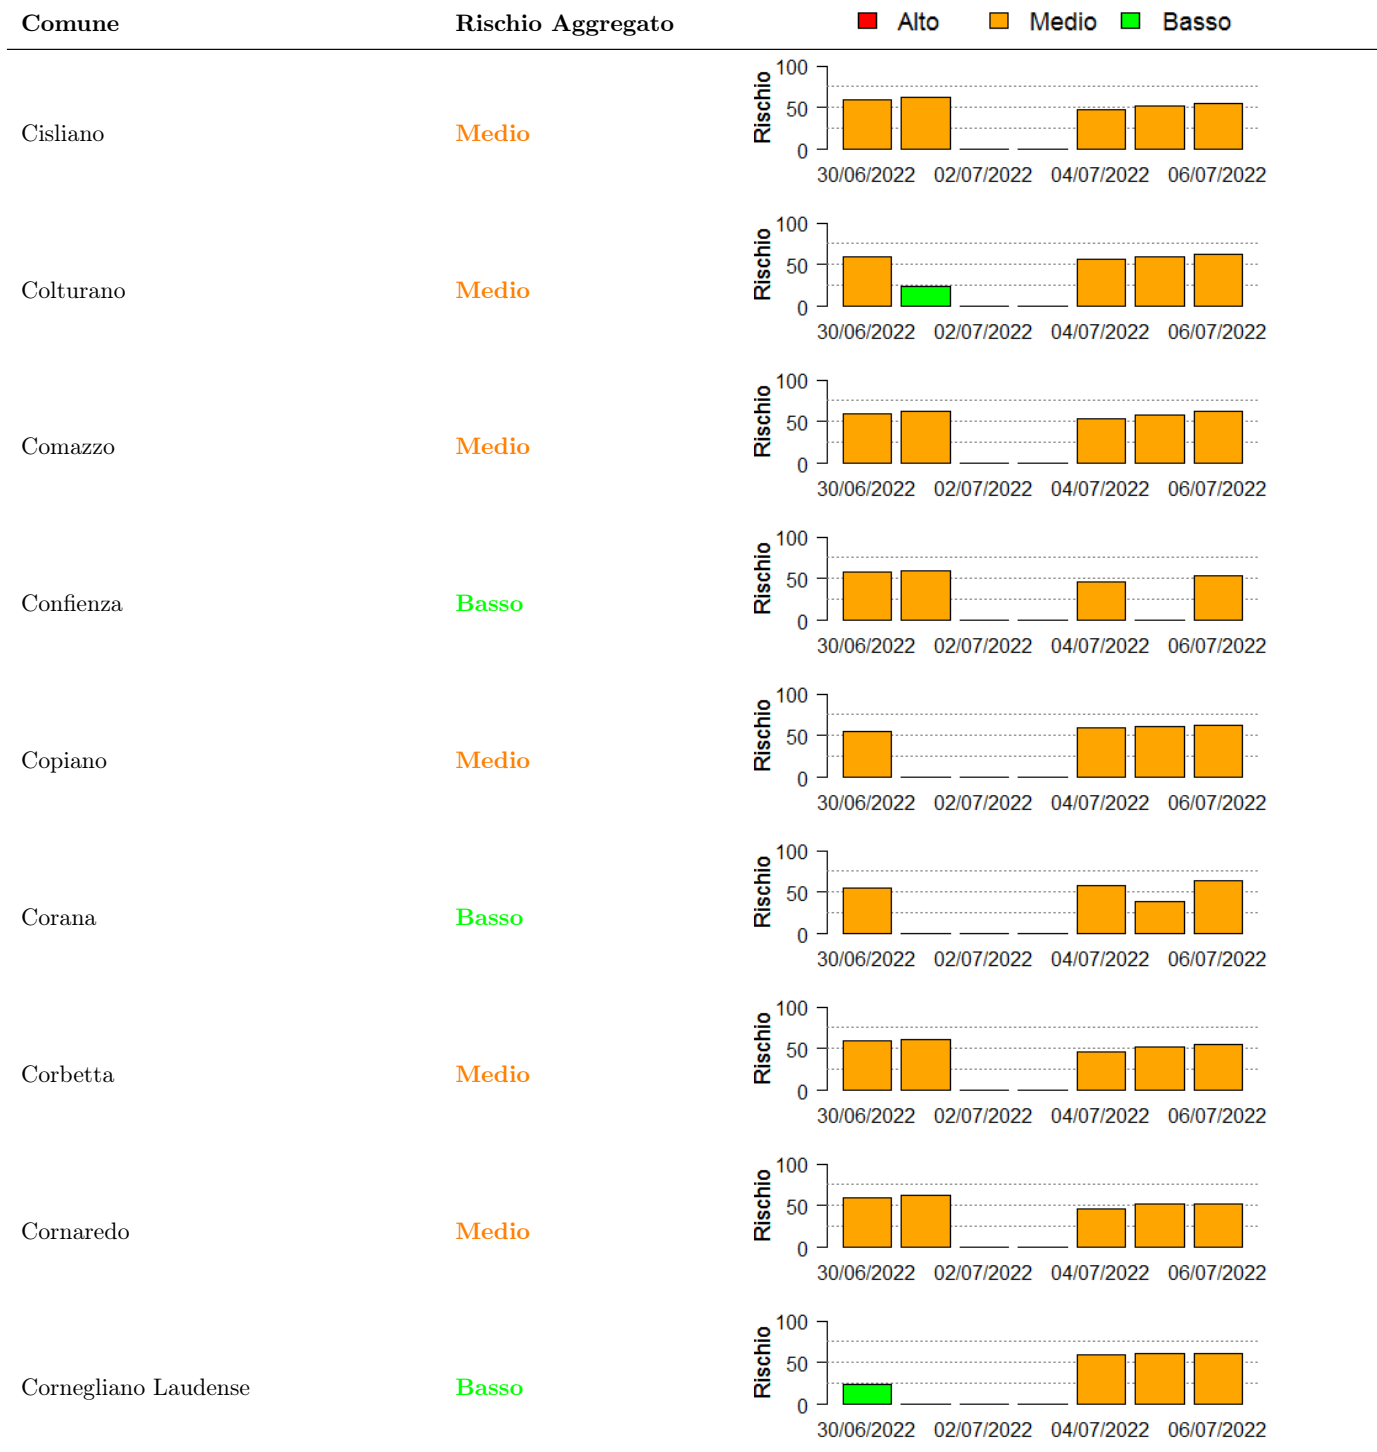 Comune Rischio Aggregato Alto Medio Basso
100
50
0
Rischio
Cisliano Medio
30/06/2022 02/07/2022 04/07/2022 06/07/2022
100
50
0
Rischio
Colturano Medio
30/06/2022 02/07/2022 04/07/2022 06/07/2022
100
50
0
Rischio
Comazzo Medio
30/06/2022 02/07/2022 04/07/2022 06/07/2022
100
50
0
Rischio
Confienza Basso
30/06/2022 02/07/2022 04/07/2022 06/07/2022
100
50
0
Rischio
Copiano Medio
30/06/2022 02/07/2022 04/07/2022 06/07/2022
100
50
0
Rischio
Corana Basso
30/06/2022 02/07/2022 04/07/2022 06/07/2022
100
50
0
Rischio
Corbetta Medio
30/06/2022 02/07/2022 04/07/2022 06/07/2022
100
50
0
Rischio
Cornaredo Medio
30/06/2022 02/07/2022 04/07/2022 06/07/2022
100
50
0
Rischio
Cornegliano Laudense Basso
30/06/2022 02/07/2022 04/07/2022 06/07/2022